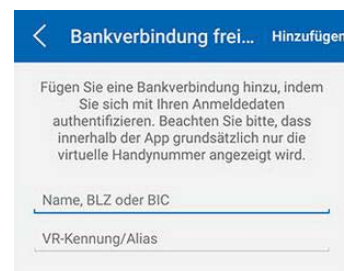 Bankverbindung frei... Hinzufügen
Fügen Sie eine Bankverbindung hinzu, indem
Sie sich mit Ihren Anmeldedaten
authentifizieren. Beachten Sie bitte, dass
innerhalb der App grundsätzlich nur die
virtuelle Handynummer angezeigt wird.
Name, BLZ oder BIC
VR-Kennung/Alias